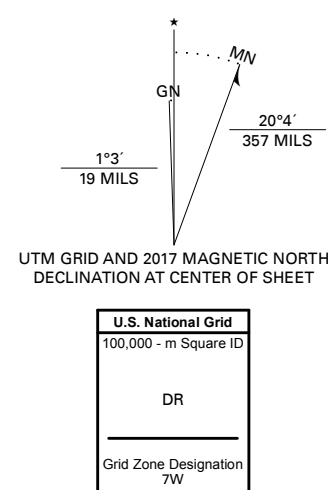 ★
MN
GN
20°4´
357 MILS
1°3´
19 MILS
UTM GRID AND 2017 MAGNETIC NORTH
DECLINATION AT CENTER OF SHEET
U.S. National Grid
100,000 - m Square ID
DR
Grid Zone Designation
7W